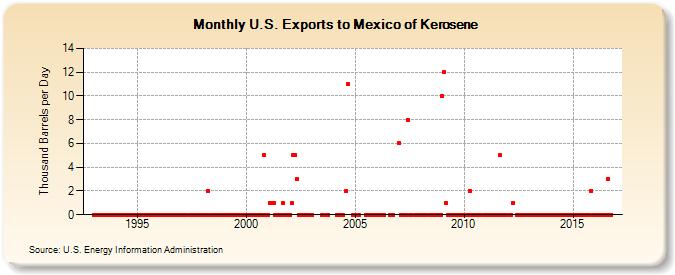 Monthly U.S. Exports to Mexico of Kerosene
Thousand Barrels per Day
14
12
10
8
6
4
2
0
1995 2000 2005 2010 2015
Source: U.S. Energy Information Administration